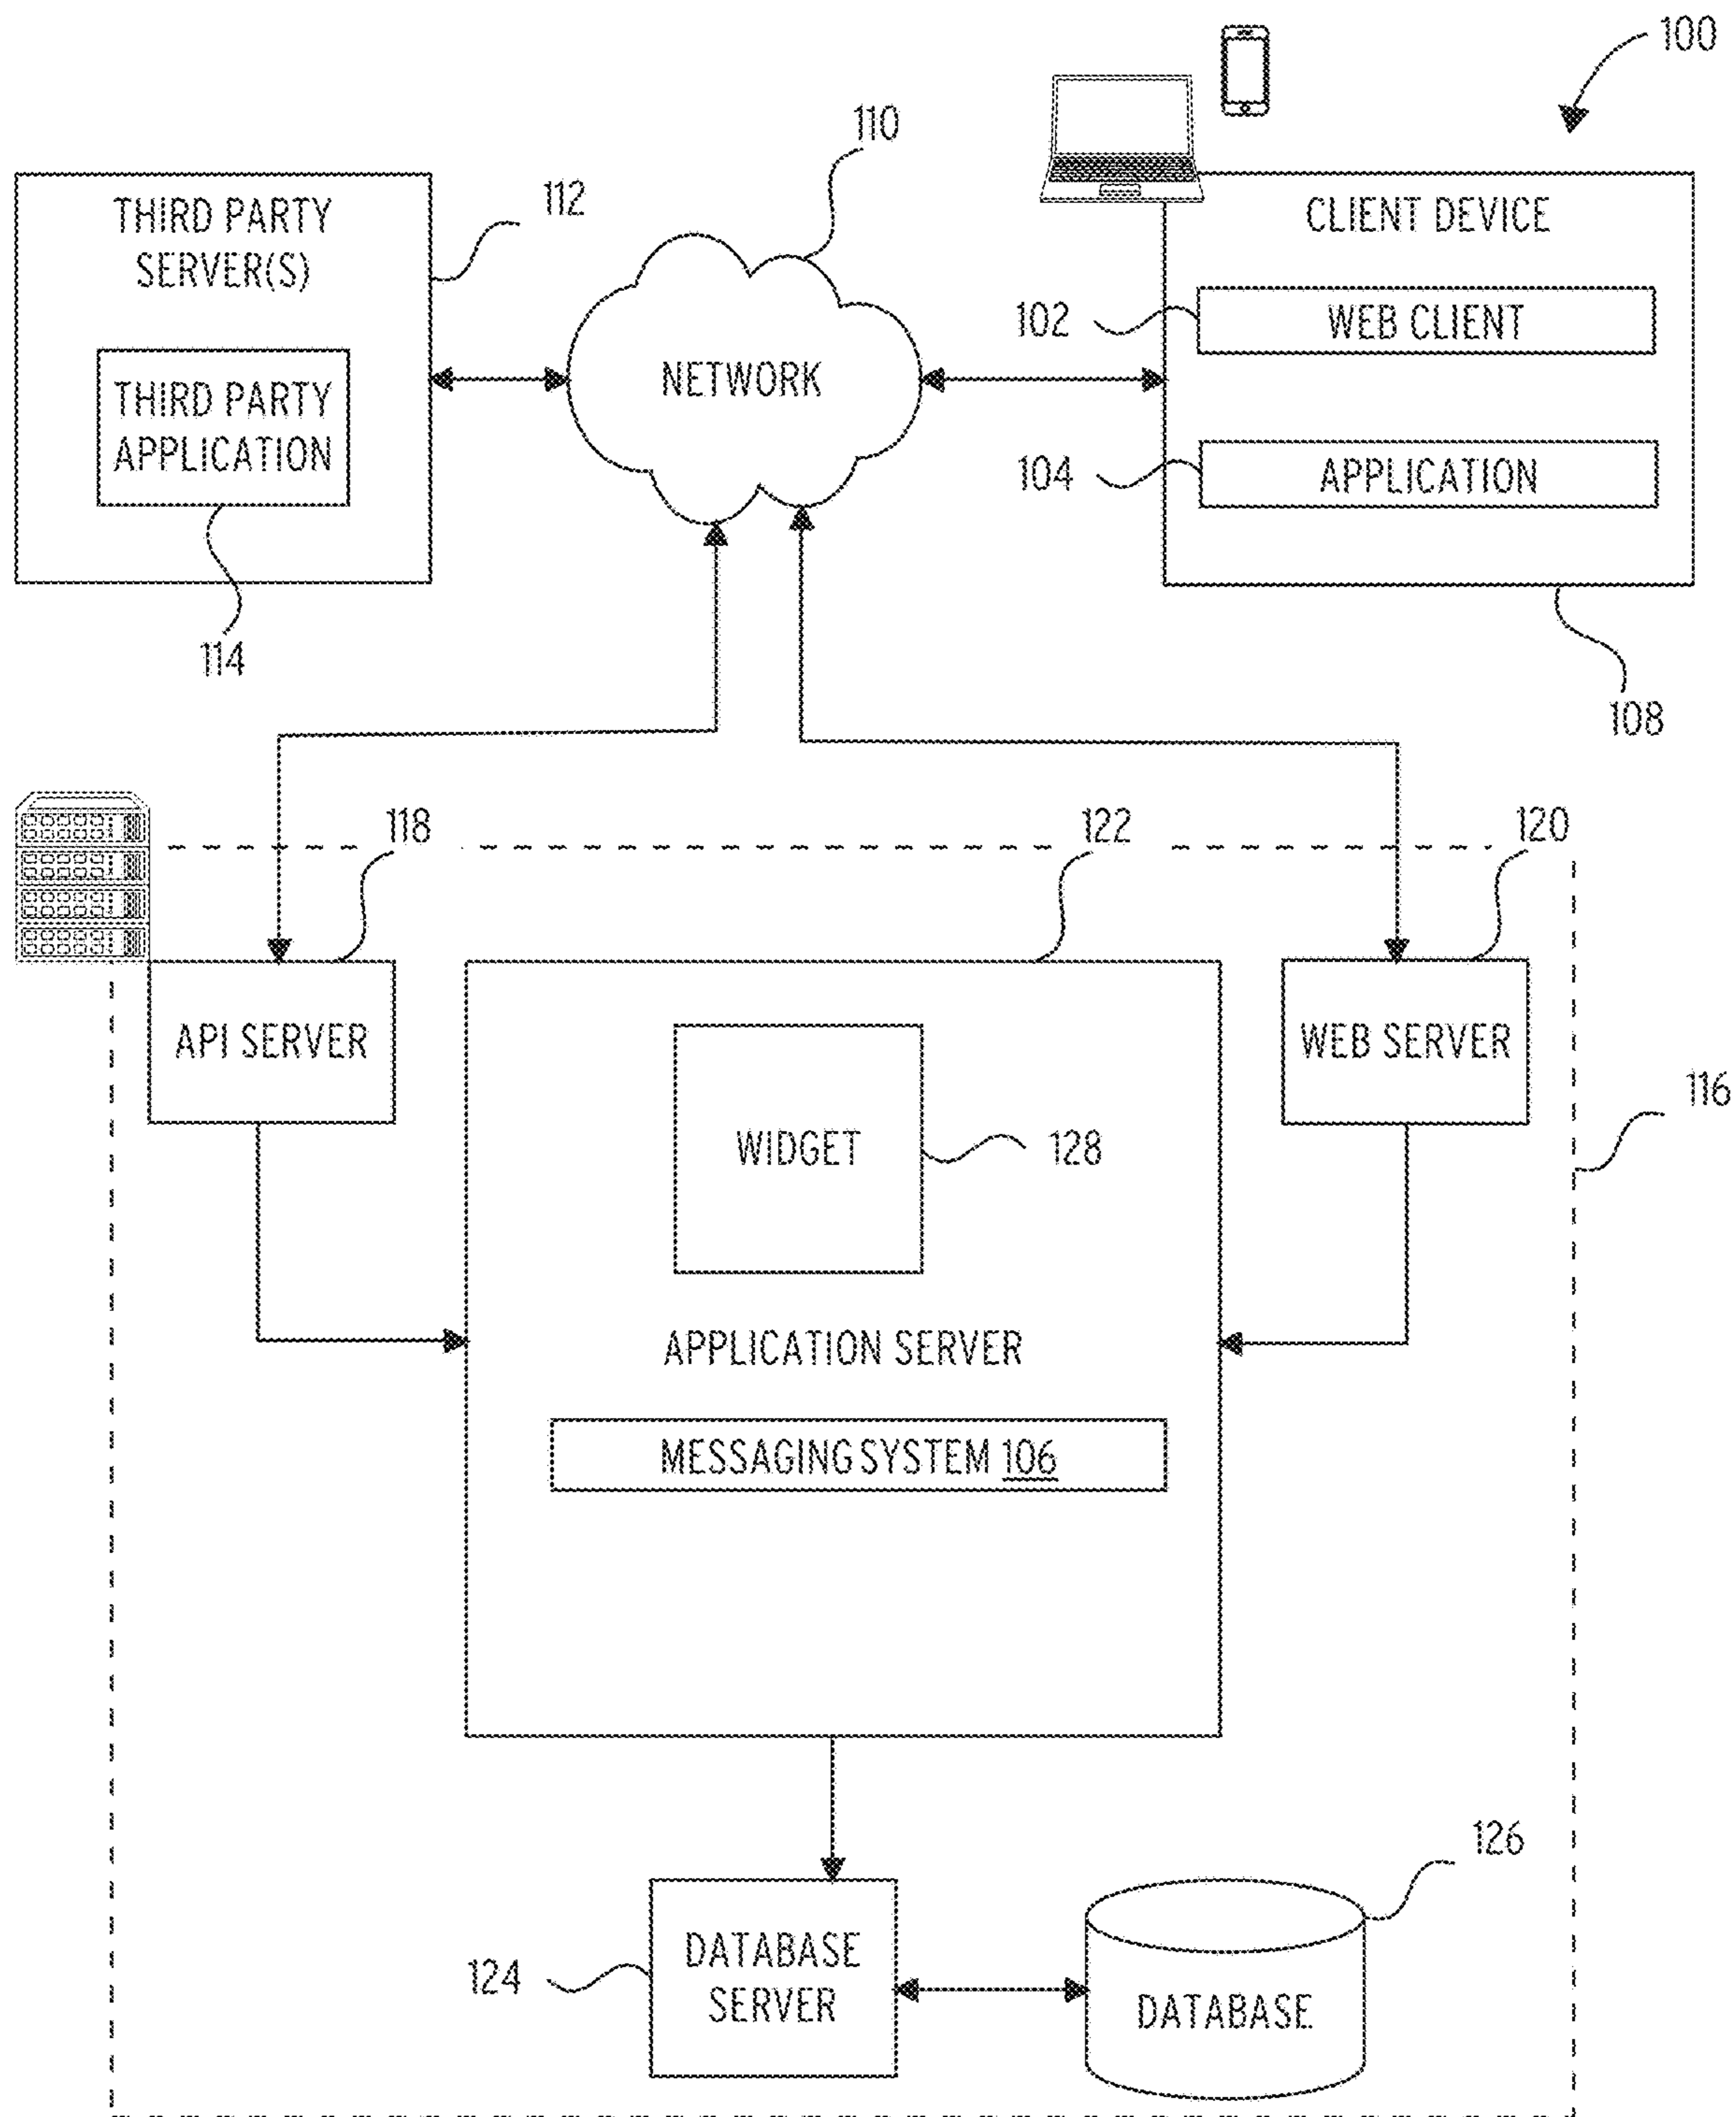 100
110
THIRD PARTY
SERVER(S)
112
CLIENT DEVICE
102
WEB CLIENT
NETWORK
THIRD PARTY
APPLICATION
104
APPLICATION
114
108
118
122
120
API SERVER
WEB SERVER
116
WIDGET
128
APPLICATION SERVER
MESSAGING SYSTEM 106
126
124
DATABASE
SERVER
DATABASE